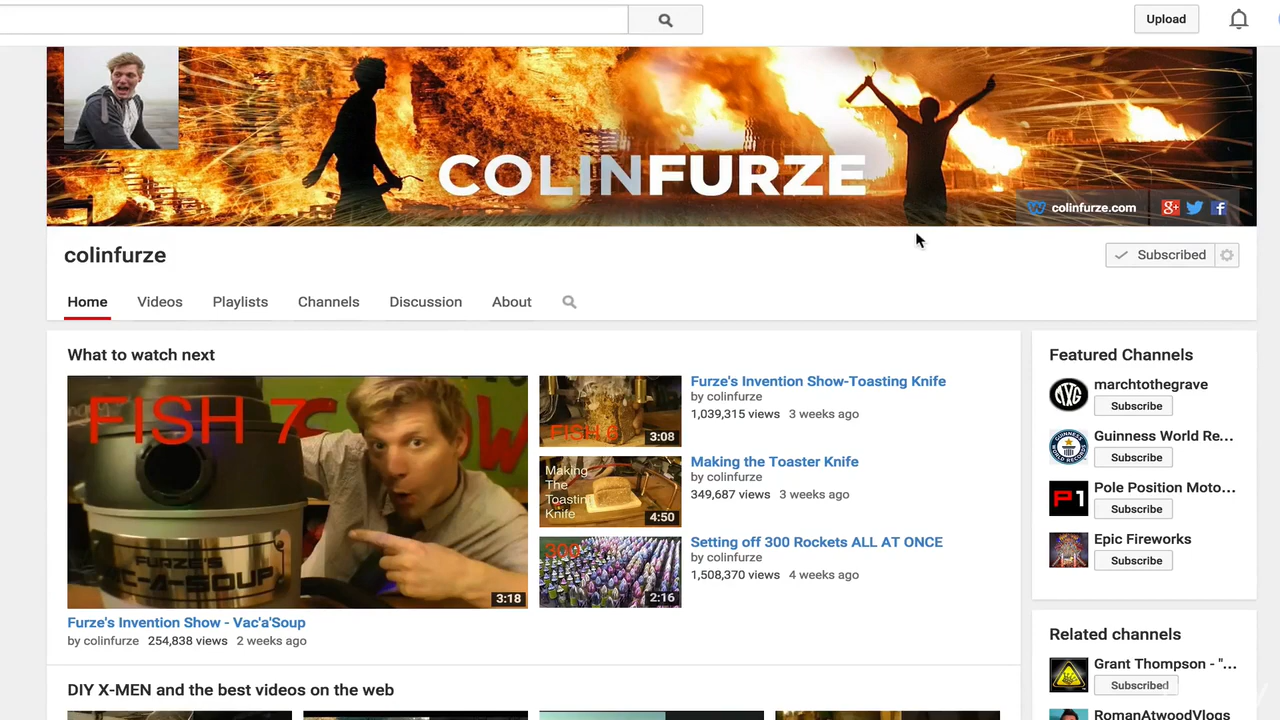 Upload
COLINFURZE
colinfurze.com
colinfurze
Subscribed
Home
Videos
Playlists
Channels
Discussion
About
What to watch next
FISH 7
FURZE'S
VAC-A-SOUP
3:18
Furze's Invention Show - Vac'a'Soup
by colinfurze 254,838 views 2 weeks ago
FISH 6
3:08
Furze's Invention Show-Toasting Knife
by colinfurze
1,039,315 views 3 weeks ago
Making
The
Toasting
Knife
4:50
Making the Toaster Knife
by colinfurze
349,687 views 3 weeks ago
300
2:16
Setting off 300 Rockets ALL AT ONCE
by colinfurze
1,508,370 views 4 weeks ago
DIY X-MEN and the best videos on the web
Featured Channels
marchtothegrave
Subscribe
Guinness World Re...
Subscribe
P1
Pole Position Moto...
Subscribe
Epic Fireworks
Subscribe
Related channels
Grant Thompson - "...
Subscribed
RomanAtwoodVlogs